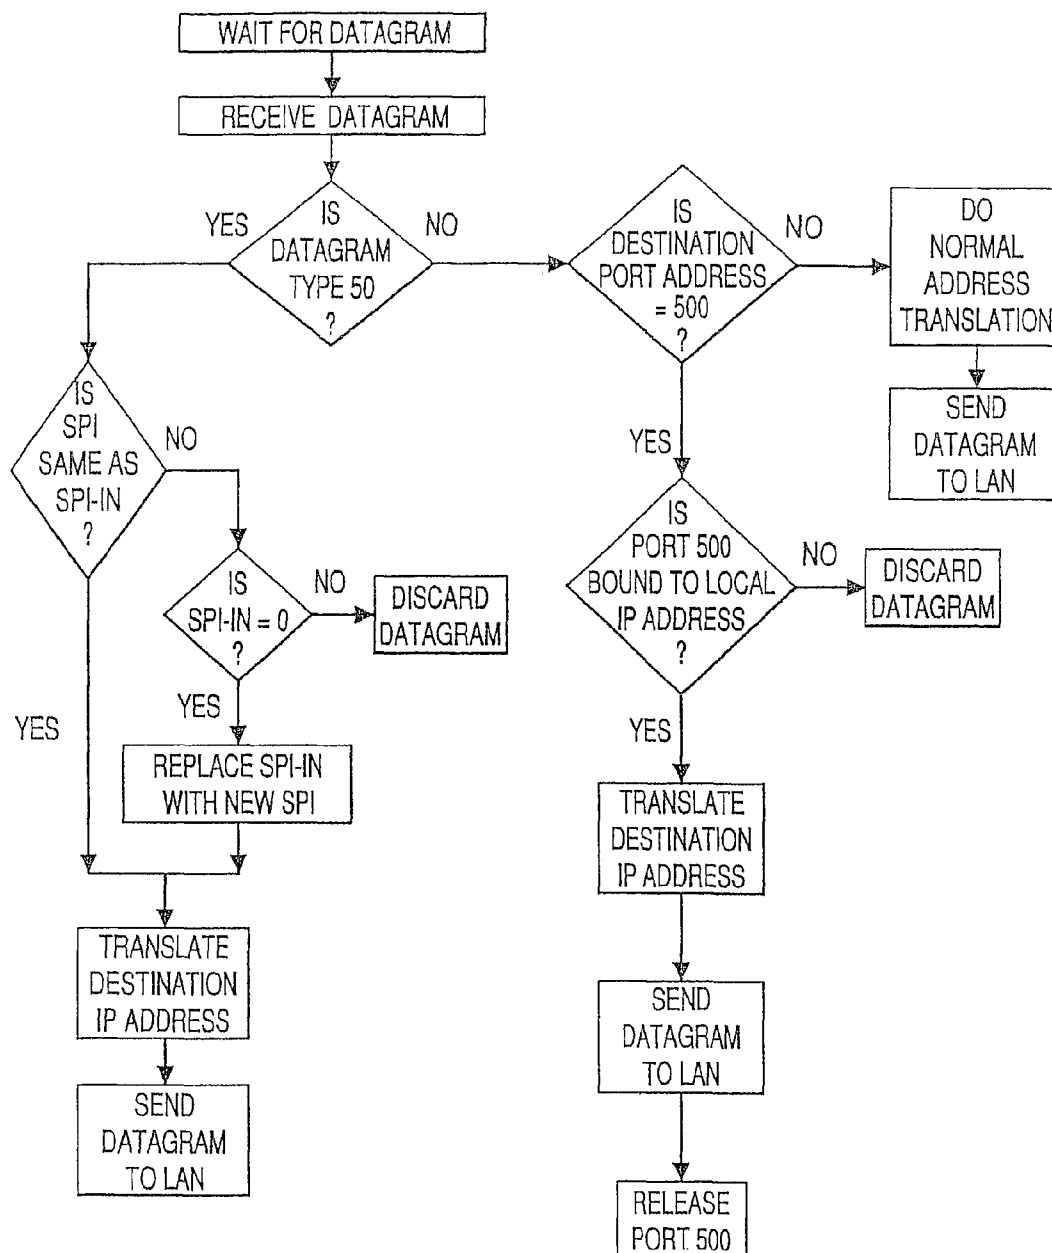 WAIT FOR DATAGRAM
RECEIVE DATAGRAM
IS
DATAGRAM
TYPE 50
?
YES
NO
IS
DESTINATION
PORT ADDRESS
= 500
?
NO
DO
NORMAL
ADDRESS
TRANSLATION
SEND
DATAGRAM
TO LAN
IS
SPI
SAME AS
SPI-IN
?
NO
YES
IS
SPI-IN = 0
?
NO
DISCARD
DATAGRAM
YES
REPLACE SPI-IN
WITH NEW SPI
TRANSLATE
DESTINATION
IP ADDRESS
SEND
DATAGRAM
TO LAN
YES
IS
PORT 500
BOUND TO LOCAL
IP ADDRESS
?
NO
DISCARD
DATAGRAM
YES
TRANSLATE
DESTINATION
IP ADDRESS
SEND
DATAGRAM
TO LAN
RELEASE
PORT 500